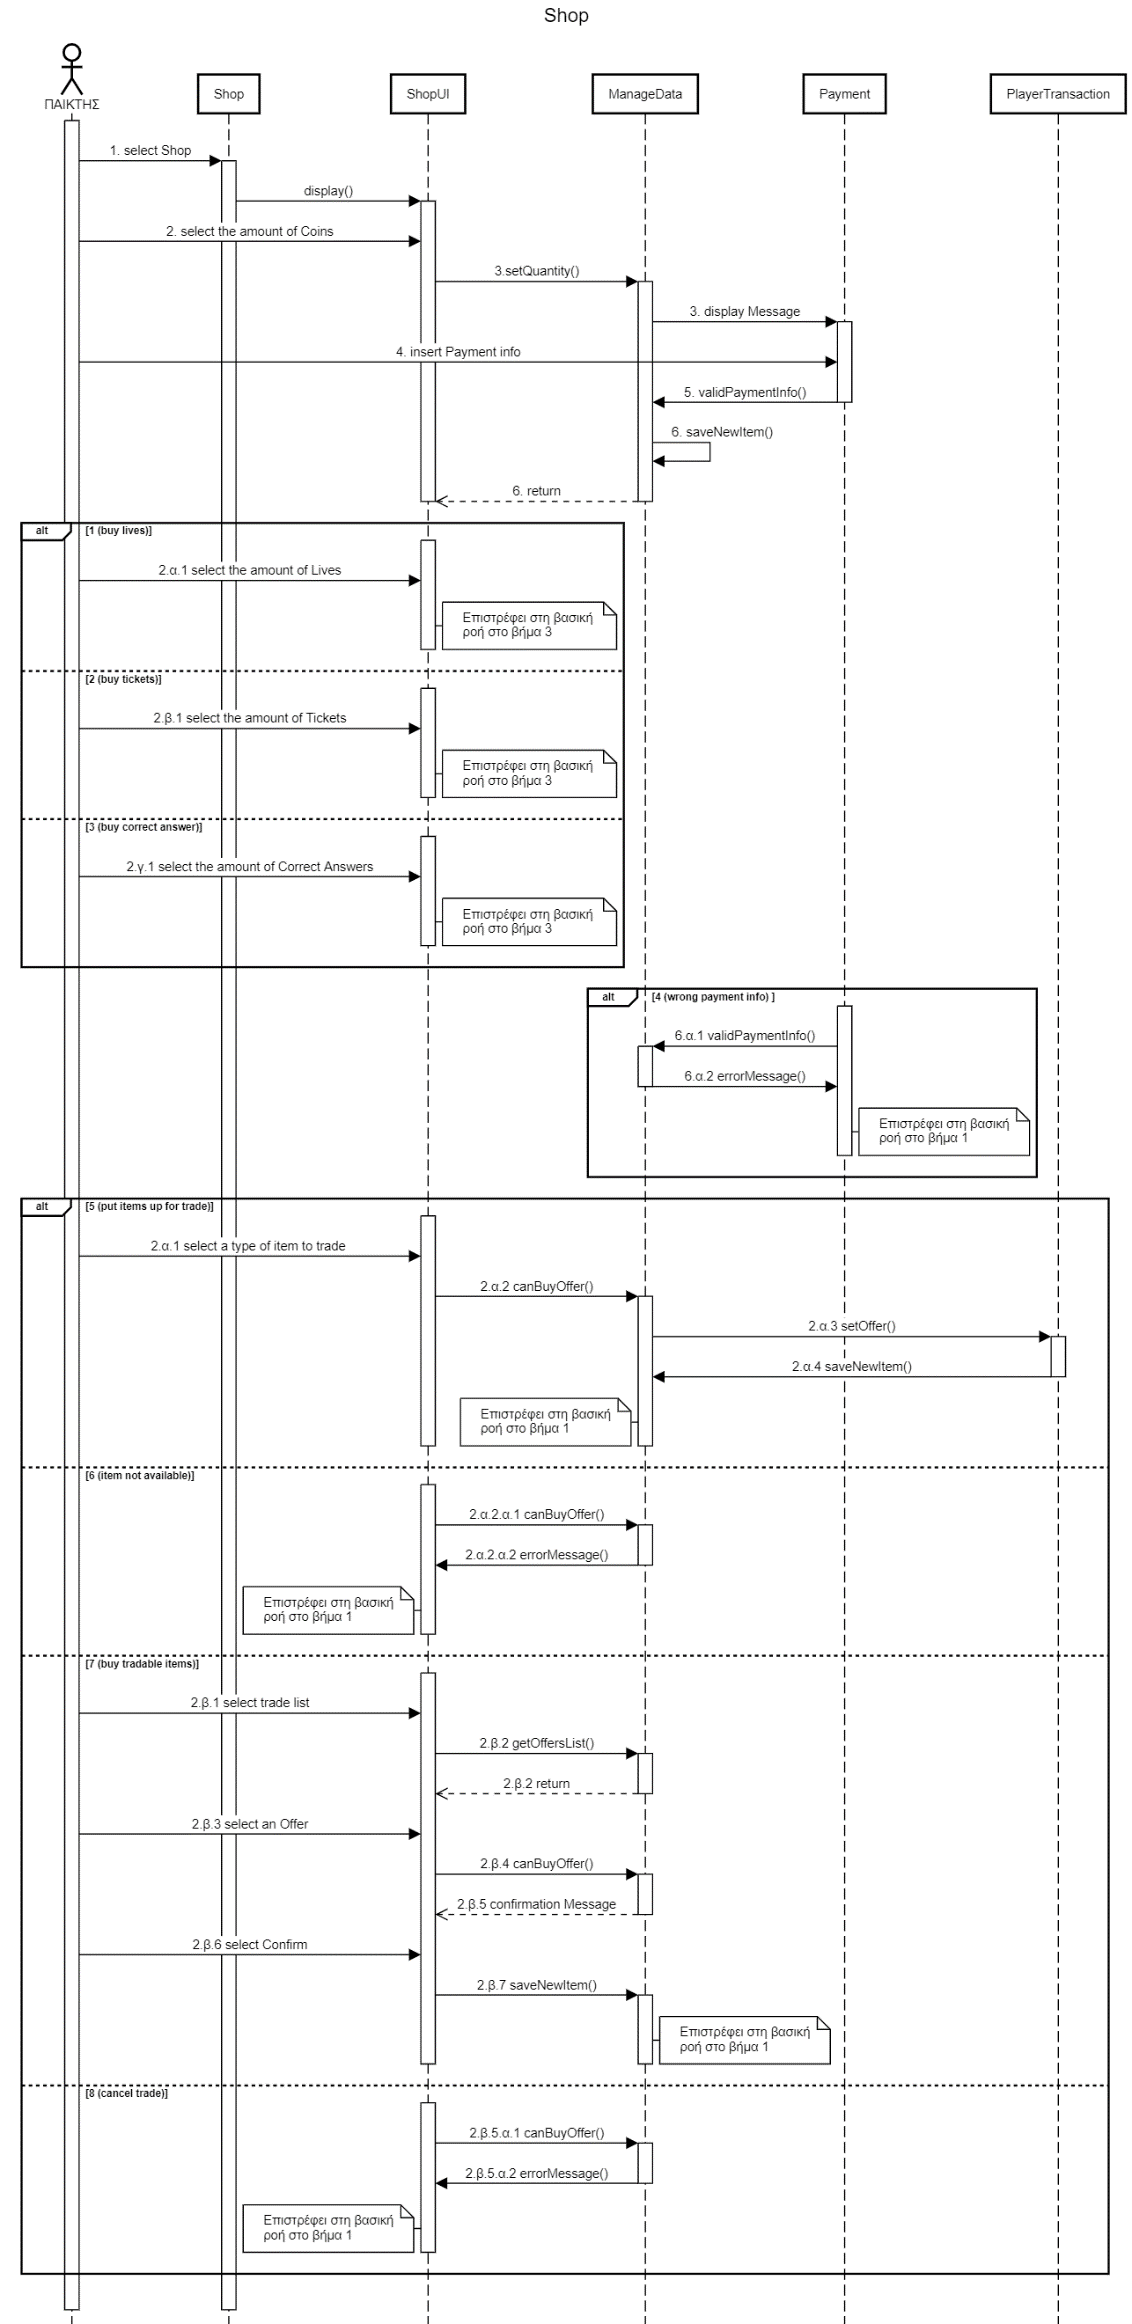 Shop
ΠΑΙΚΤΗΣ
Shop
ShopUI
ManageData
Payment
PlayerTransaction
1. select Shop
display()
2. select the amount of Coins
3.setQuantity()
3. display Message
4. insert Payment info
5. validPaymentInfo()
6. saveNewItem()
6. return
alt
[1 (buy lives)]
2.α.1 select the amount of Lives
Επιστρέφει στη βασική
ροή στο βήμα 3
[2 (buy tickets)]
2.β.1 select the amount of Tickets
Επιστρέφει στη βασική
ροή στο βήμα 3
[3 (buy correct answer)]
2.γ.1 select the amount of Correct Answers
Επιστρέφει στη βασική
ροή στο βήμα 3
alt
[4 (wrong payment info) ]
6.α.1 validPaymentInfo()
6.α.2 errorMessage()
Επιστρέφει στη βασική
ροή στο βήμα 1
alt
[5 (put items up for trade)]
2.α.1 select a type of item to trade
2.α.2 canBuyOffer()
2.α.3 setOffer()
2.α.4 saveNewItem()
Επιστρέφει στη βασική
ροή στο βήμα 1
[6 (item not available)]
2.α.2.α.1 canBuyOffer()
2.α.2.α.2 errorMessage()
Επιστρέφει στη βασική
ροή στο βήμα 1
[7 (buy tradable items)]
2.β.1 select trade list
2.β.2 getOffersList()
2.β.2 return
2.β.3 select an Offer
2.β.4 canBuyOffer()
2.β.5 confirmation Message
2.β.6 select Confirm
2.β.7 saveNewItem()
Επιστρέφει στη βασική
ροή στο βήμα 1
[8 (cancel trade)]
2.β.5.α.1 canBuyOffer()
2.β.5.α.2 errorMessage()
Επιστρέφει στη βασική
ροή στο βήμα 1